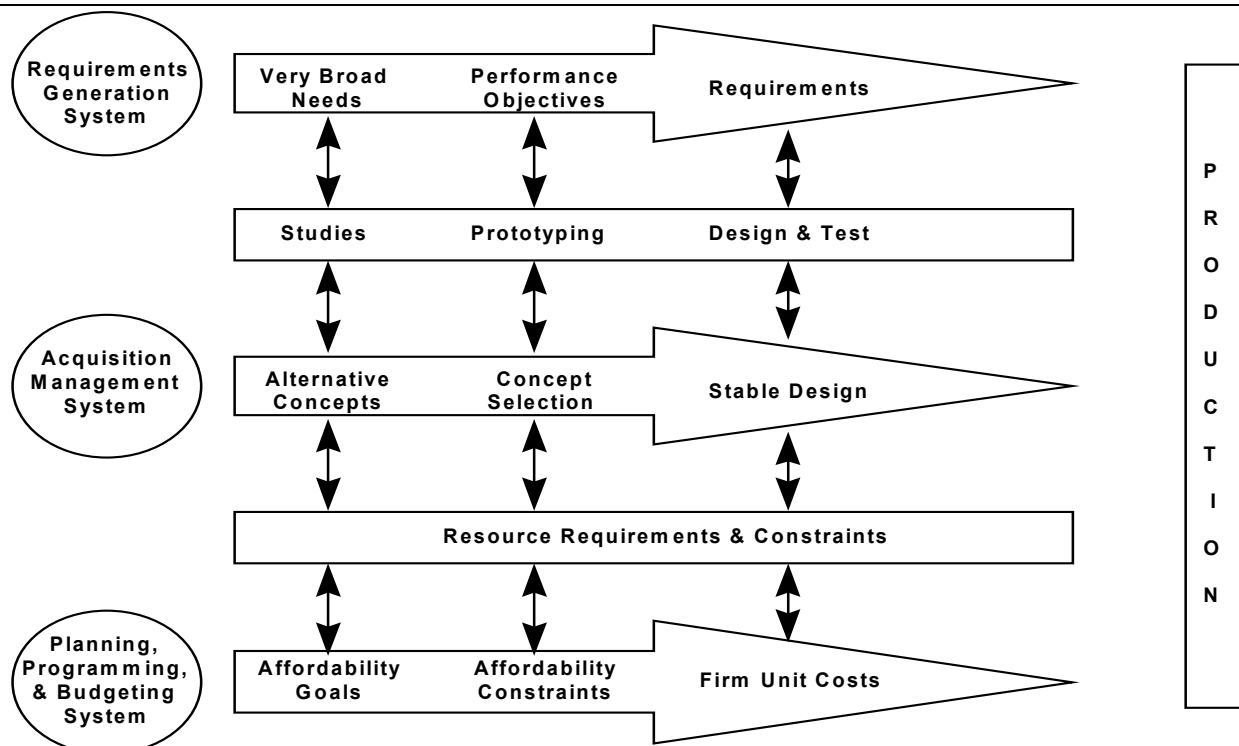 Requirements
Generation
System
Very Broad
Needs
Performance
Objectives
Requirements
Studies
Prototyping
Design & Test
Acquisition
Management
System
Alternative
Concepts
Concept
Selection
Stable Design
Resource Requirements & Constraints
Planning,
Programming,
& Budgeting
System
Affordability
Goals
Affordability
Constraints
Firm Unit Costs
PRODUCTION